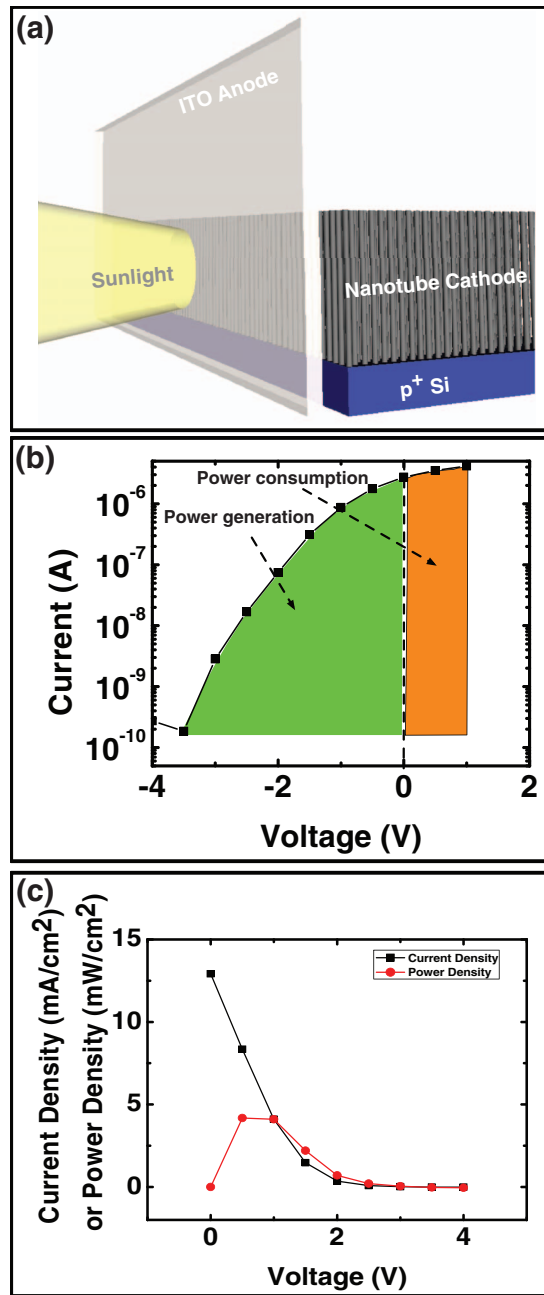 (a)
ITO Anode
Sunlight
Nanotube Cathode
p⁺ Si
(b)
Power consumption
Power generation
10⁻⁶
10⁻⁷
10⁻⁸
10⁻⁹
10⁻¹⁰
Current (A)
-4 -2 0 2
Voltage (V)
(c)
Current Density
Power Density
15
10
5
0
Current Density (mA/cm²)
or Power Density (mW/cm²)
0 2 4
Voltage (V)